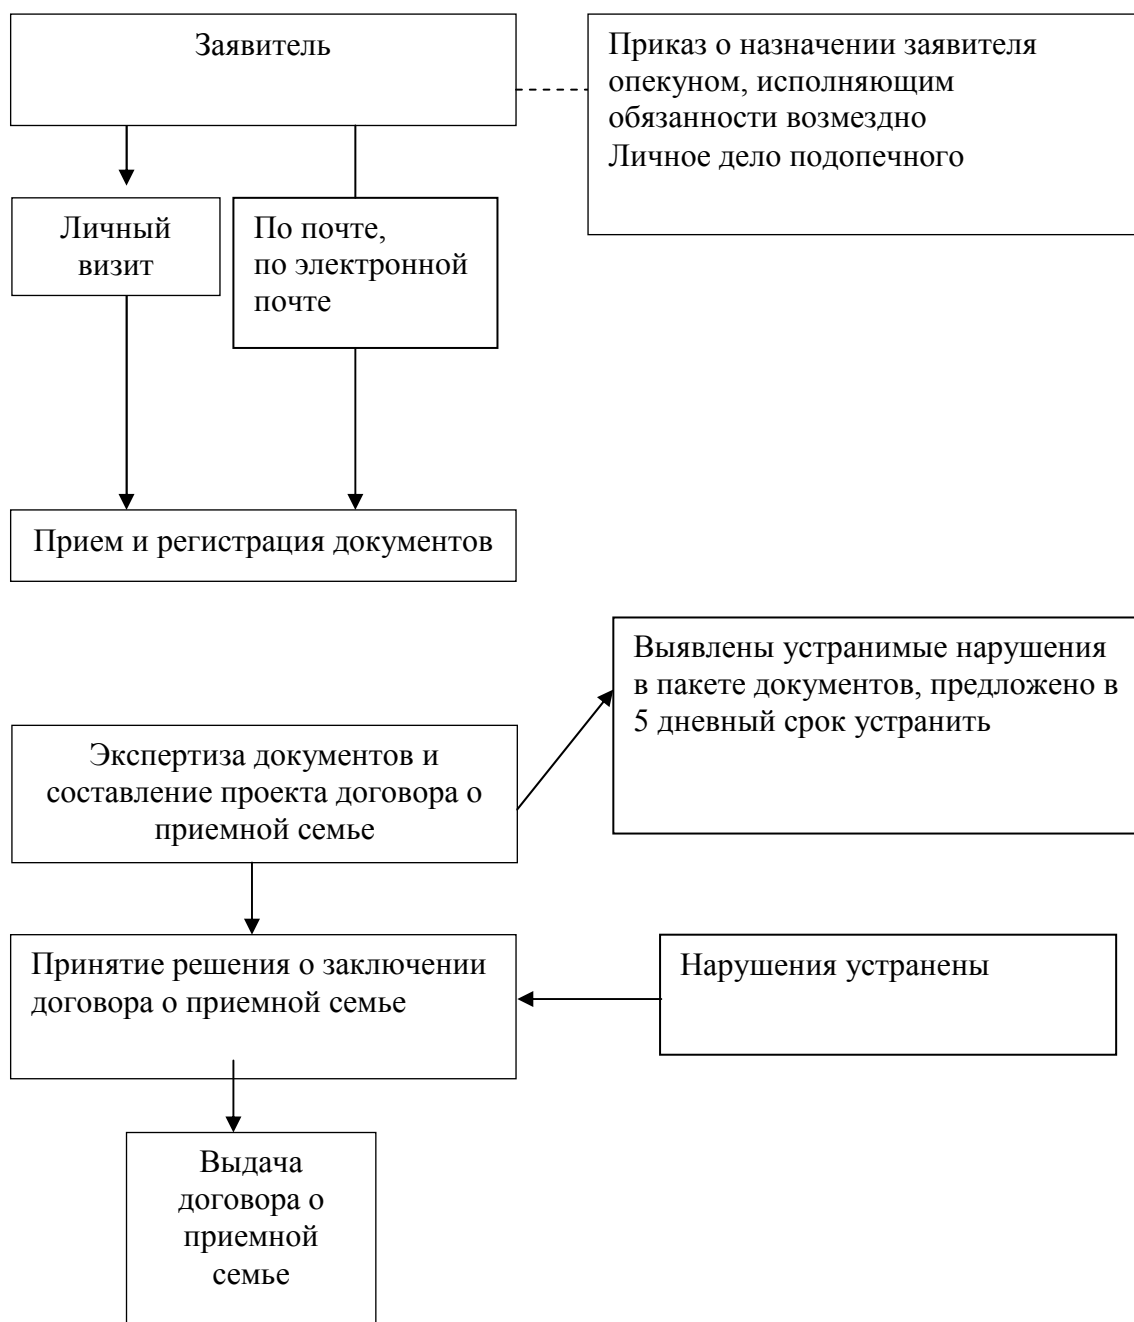 Заявитель
Приказ о назначении заявителя
опекуном, исполняющим
обязанности возмездно
Личное дело подопечного
Личный
визит
По почте,
по электронной
почте
Прием и регистрация документов
Выявлены устранимые нарушения
в пакете документов, предложено в
5 дневный срок устранить
Экспертиза документов и
составление проекта договора о
приемной семье
Принятие решения о заключении
договора о приемной семье
Нарушения устранены
Выдача
договора о
приемной
семье